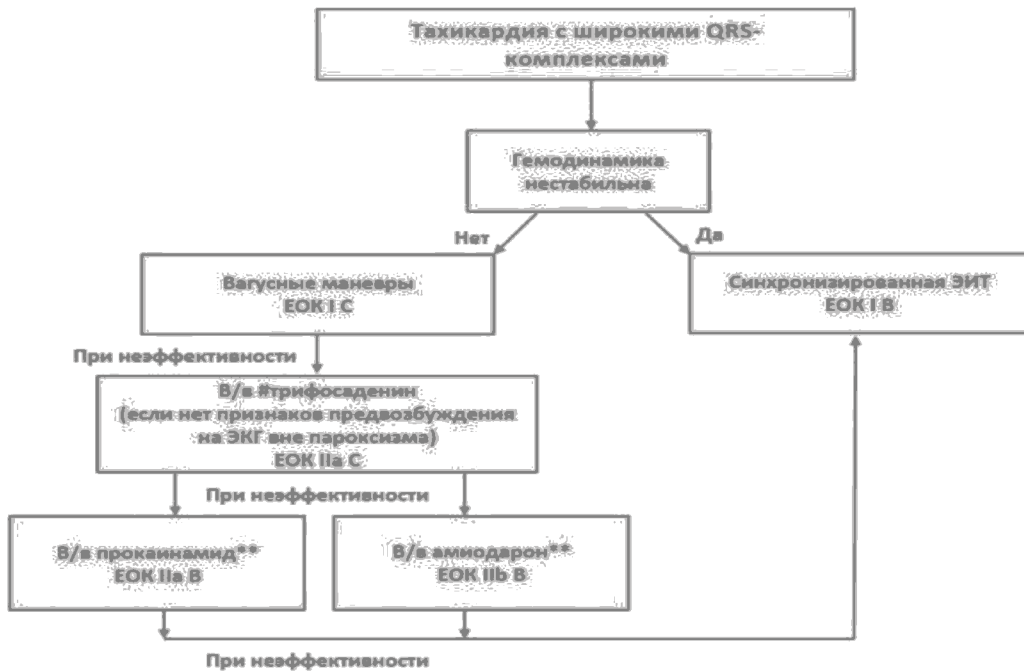 Тахикардия с широкими QRS-
комплексами
Гемодинамика
нестабильна
Нет
Да
Вагусные маневры
ЕОК I C
Синхронизированная ЭИТ
ЕОК I B
При неэффективности
В/в #трифосаденин
(если нет признаков предвозбуждения
на ЭКГ вне пароксизма)
ЕОК IIa C
При неэффективности
В/в прокаинамид**
ЕОК IIa B
В/в амиодарон**
ЕОК IIb B
При неэффективности